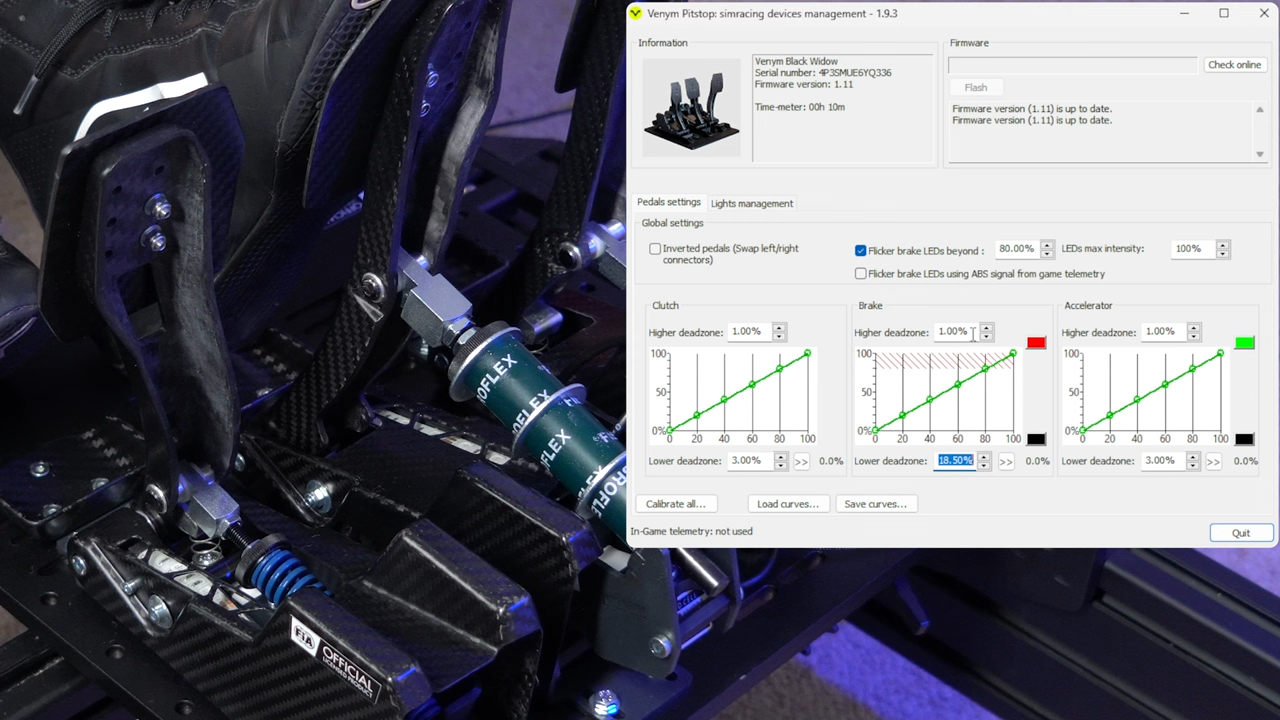 Venym Pitstop: simracing devices management - 1.9.3
Information
Venym Black Widow
Serial number: 4P3SMUE6YQ336
Firmware version: 1.11
Time-meter: 00h 10m
Firmware
Check online
Flash
Firmware version (1.11) is up to date.
Firmware version (1.11) is up to date.
Pedals settings
Lights management
Global settings
Inverted pedals (Swap left/right
connectors)
Flicker brake LEDs beyond :
80.00%
LEDs max intensity:
100%
Flicker brake LEDs using ABS signal from game telemetry
Clutch
Higher deadzone: 1.00%
100
50
0%
0 20 40 60 80 100
Lower deadzone: 3.00% >> 0.0%
Brake
Higher deadzone: 1.00%
100
50
0%
0 20 40 60 80 100
Lower deadzone: 18.50% >> 0.0%
Accelerator
Higher deadzone: 1.00%
100
50
0%
0 20 40 60 80 100
Lower deadzone: 3.00% >> 0.0%
Calibrate all...
Load curves...
Save curves...
In-Game telemetry: not used
Quit
FIA
OFFICIAL
LICENSED PRODUCT